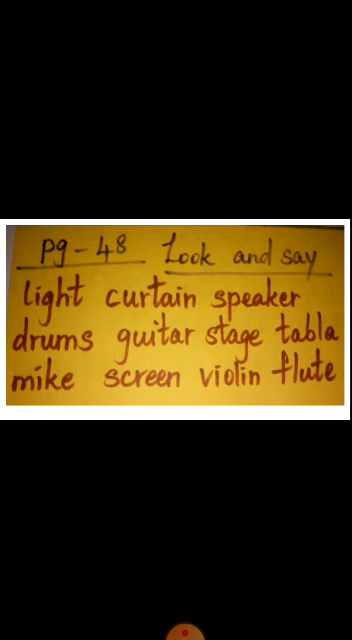 Pg - 48 Look and say
light curtain speaker
drums guitar stage tabla
mike screen violin flute